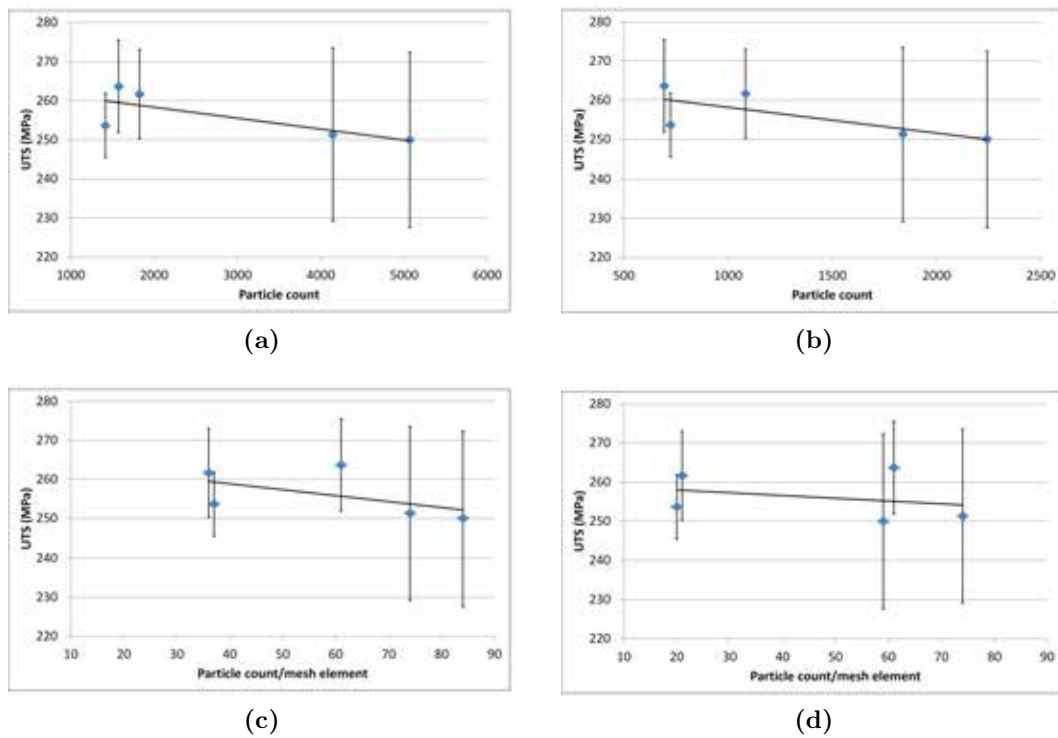 280
270
260
250
240
230
220
UTS (MPa)
1000 2000 3000 4000 5000 6000
Particle count
(a)
280
270
260
250
240
230
220
UTS (MPa)
500 1000 1500 2000 2500
Particle count
(b)
280
270
260
250
240
230
220
UTS (MPa)
10 20 30 40 50 60 70 80 90
Particle count/mesh element
(c)
280
270
260
250
240
230
220
UTS (MPa)
10 20 30 40 50 60 70 80 90
Particle count/mesh element
(d)